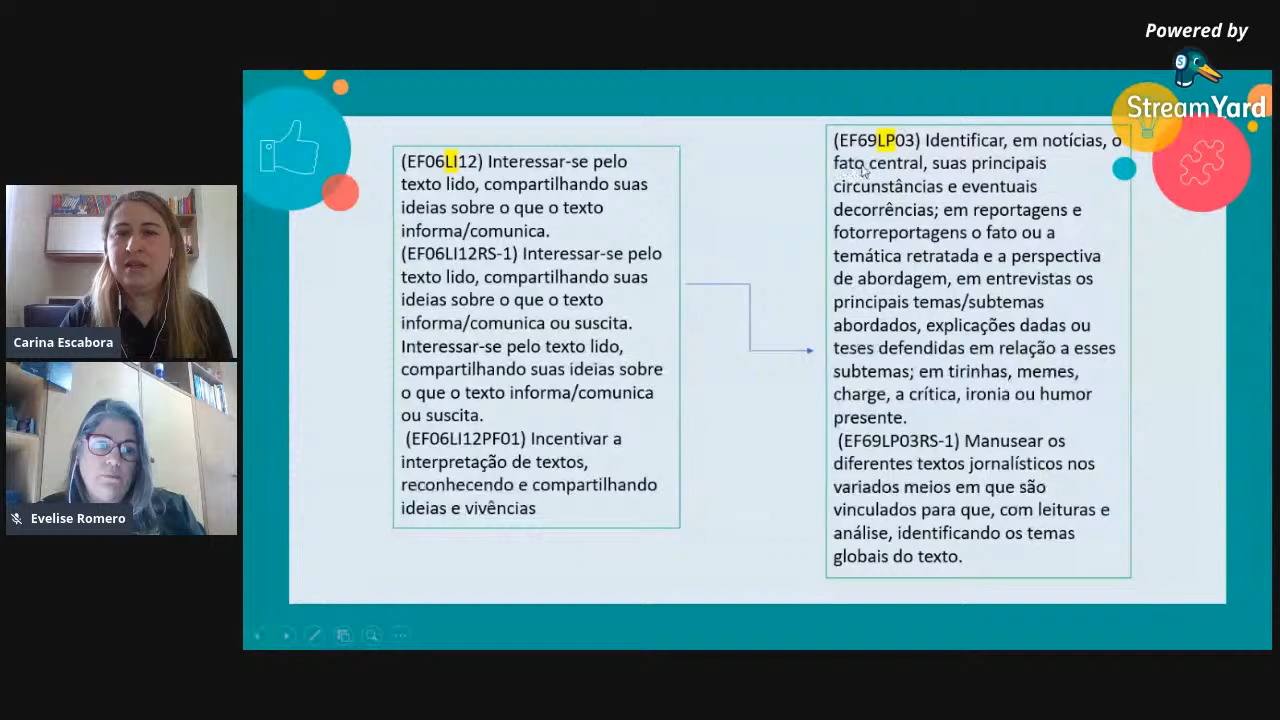 Powered by
StreamYard
(EF06LI12) Interessar-se pelo
texto lido, compartilhando suas
ideias sobre o que o texto
informa/comunica.
(EF06LI12RS-1) Interessar-se pelo
texto lido, compartilhando suas
ideias sobre o que o texto
informa/comunica ou suscita.
Interessar-se pelo texto lido,
compartilhando suas ideias sobre
o que o texto informa/comunica
ou suscita.
(EF06LI12PF01) Incentivar a
interpretação de textos,
reconhecendo e compartilhando
ideias e vivências
(EF69LP03) Identificar, em notícias, o
fato central, suas principais
circunstâncias e eventuais
decorrências; em reportagens e
fotorreportagens o fato ou a
temática retratada e a perspectiva
de abordagem, em entrevistas os
principais temas/subtemas
abordados, explicações dadas ou
teses defendidas em relação a esses
subtemas; em tirinhas, memes,
charge, a crítica, ironia ou humor
presente.
(EF69LP03RS-1) Manusear os
diferentes textos jornalísticos nos
variados meios em que são
vinculados para que, com leituras e
análise, identificando os temas
globais do texto.
Carina Escabora
Evelise Romero